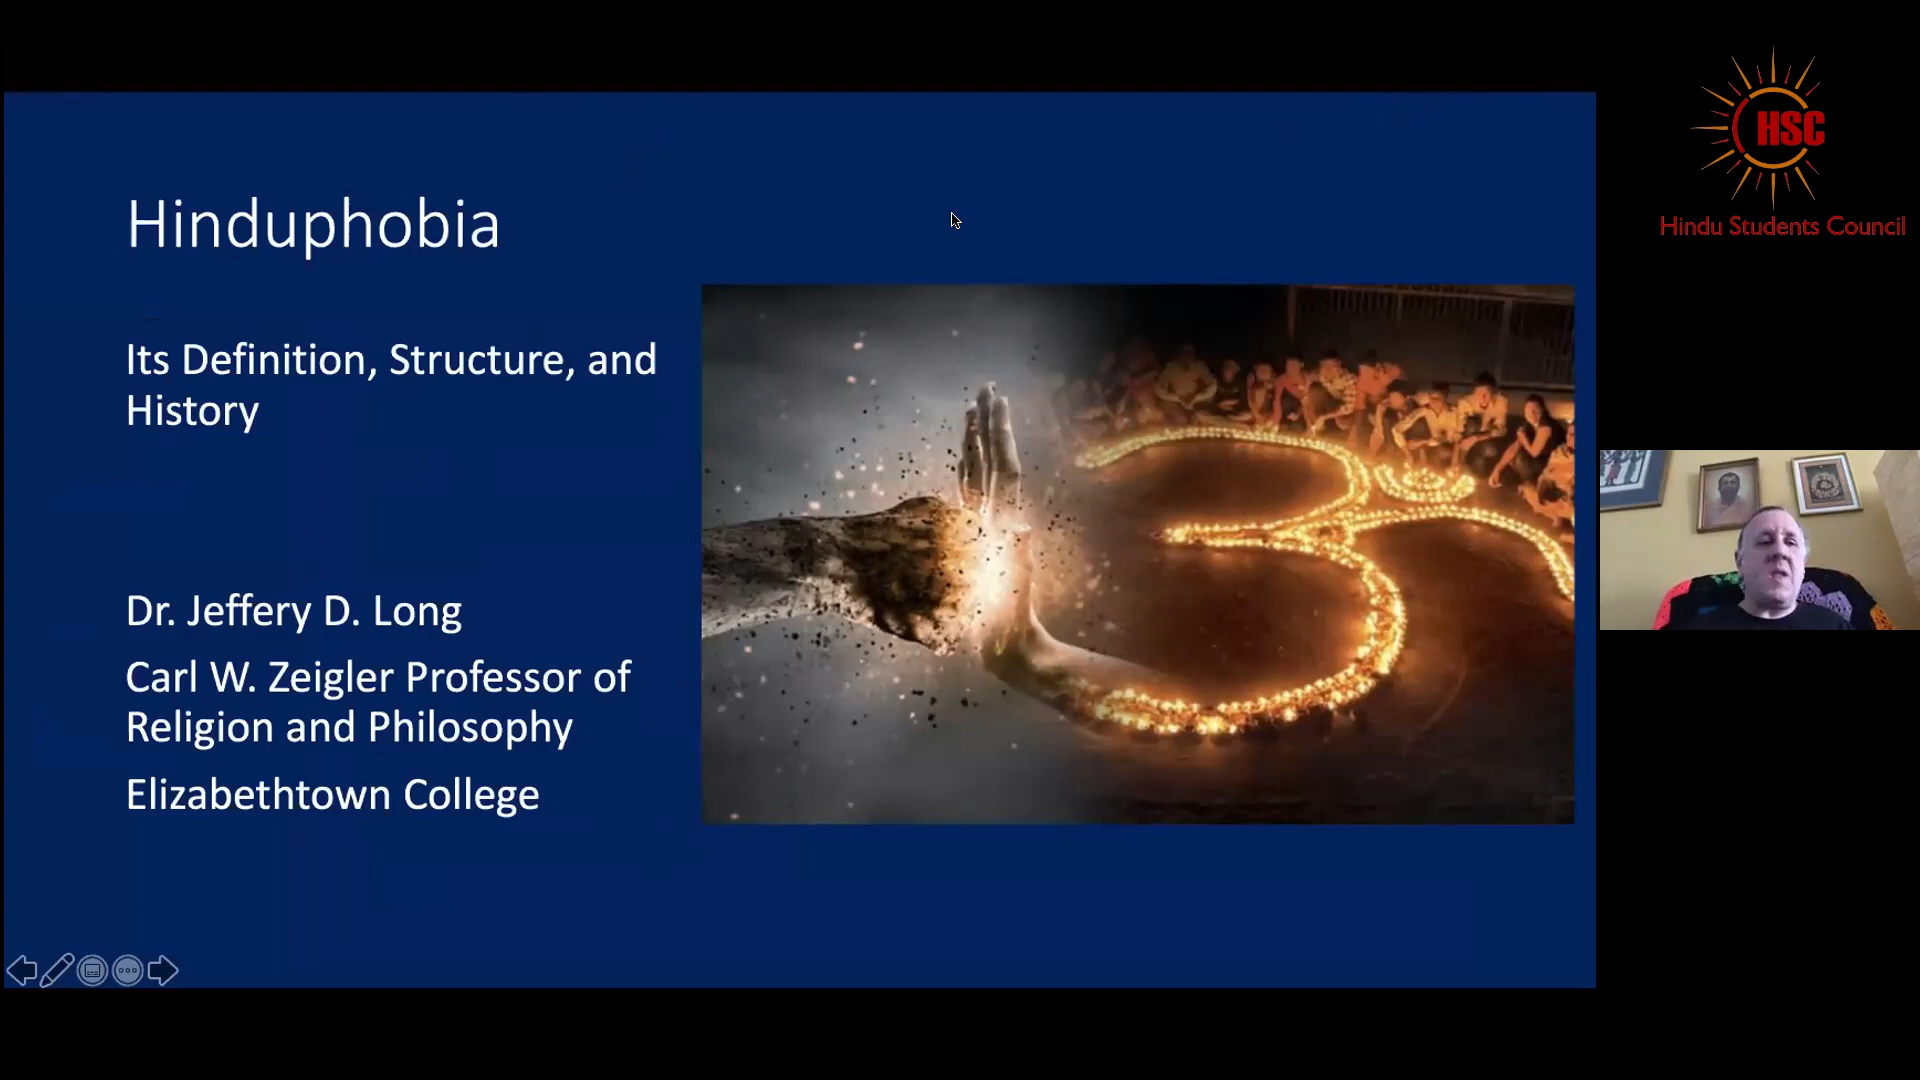 Hinduphobia
Its Definition, Structure, and
History
Dr. Jeffery D. Long
Carl W. Zeigler Professor of
Religion and Philosophy
Elizabethtown College
HSC
Hindu Students Council